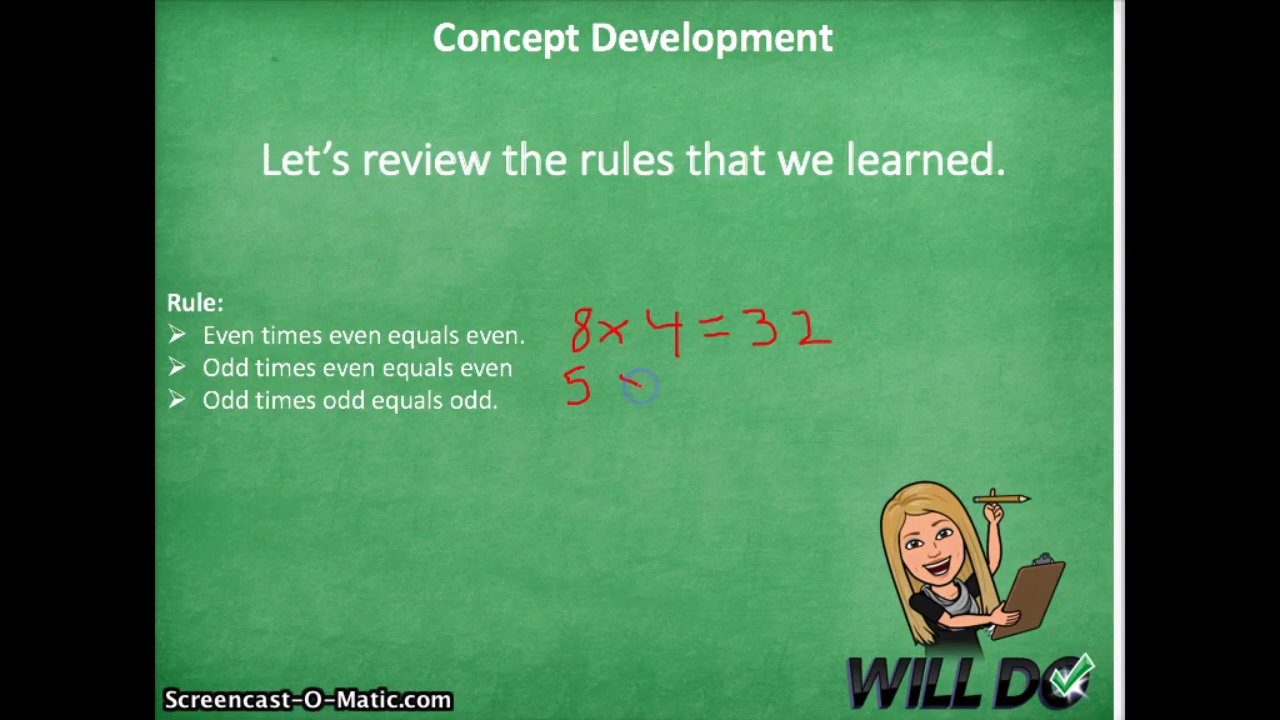 Concept Development
Let's review the rules that we learned.
Rule:
➢ Even times even equals even.
➢ Odd times even equals even
➢ Odd times odd equals odd.
8 x 4 = 32
5 x
WILL DO
Screencast-O-Matic.com